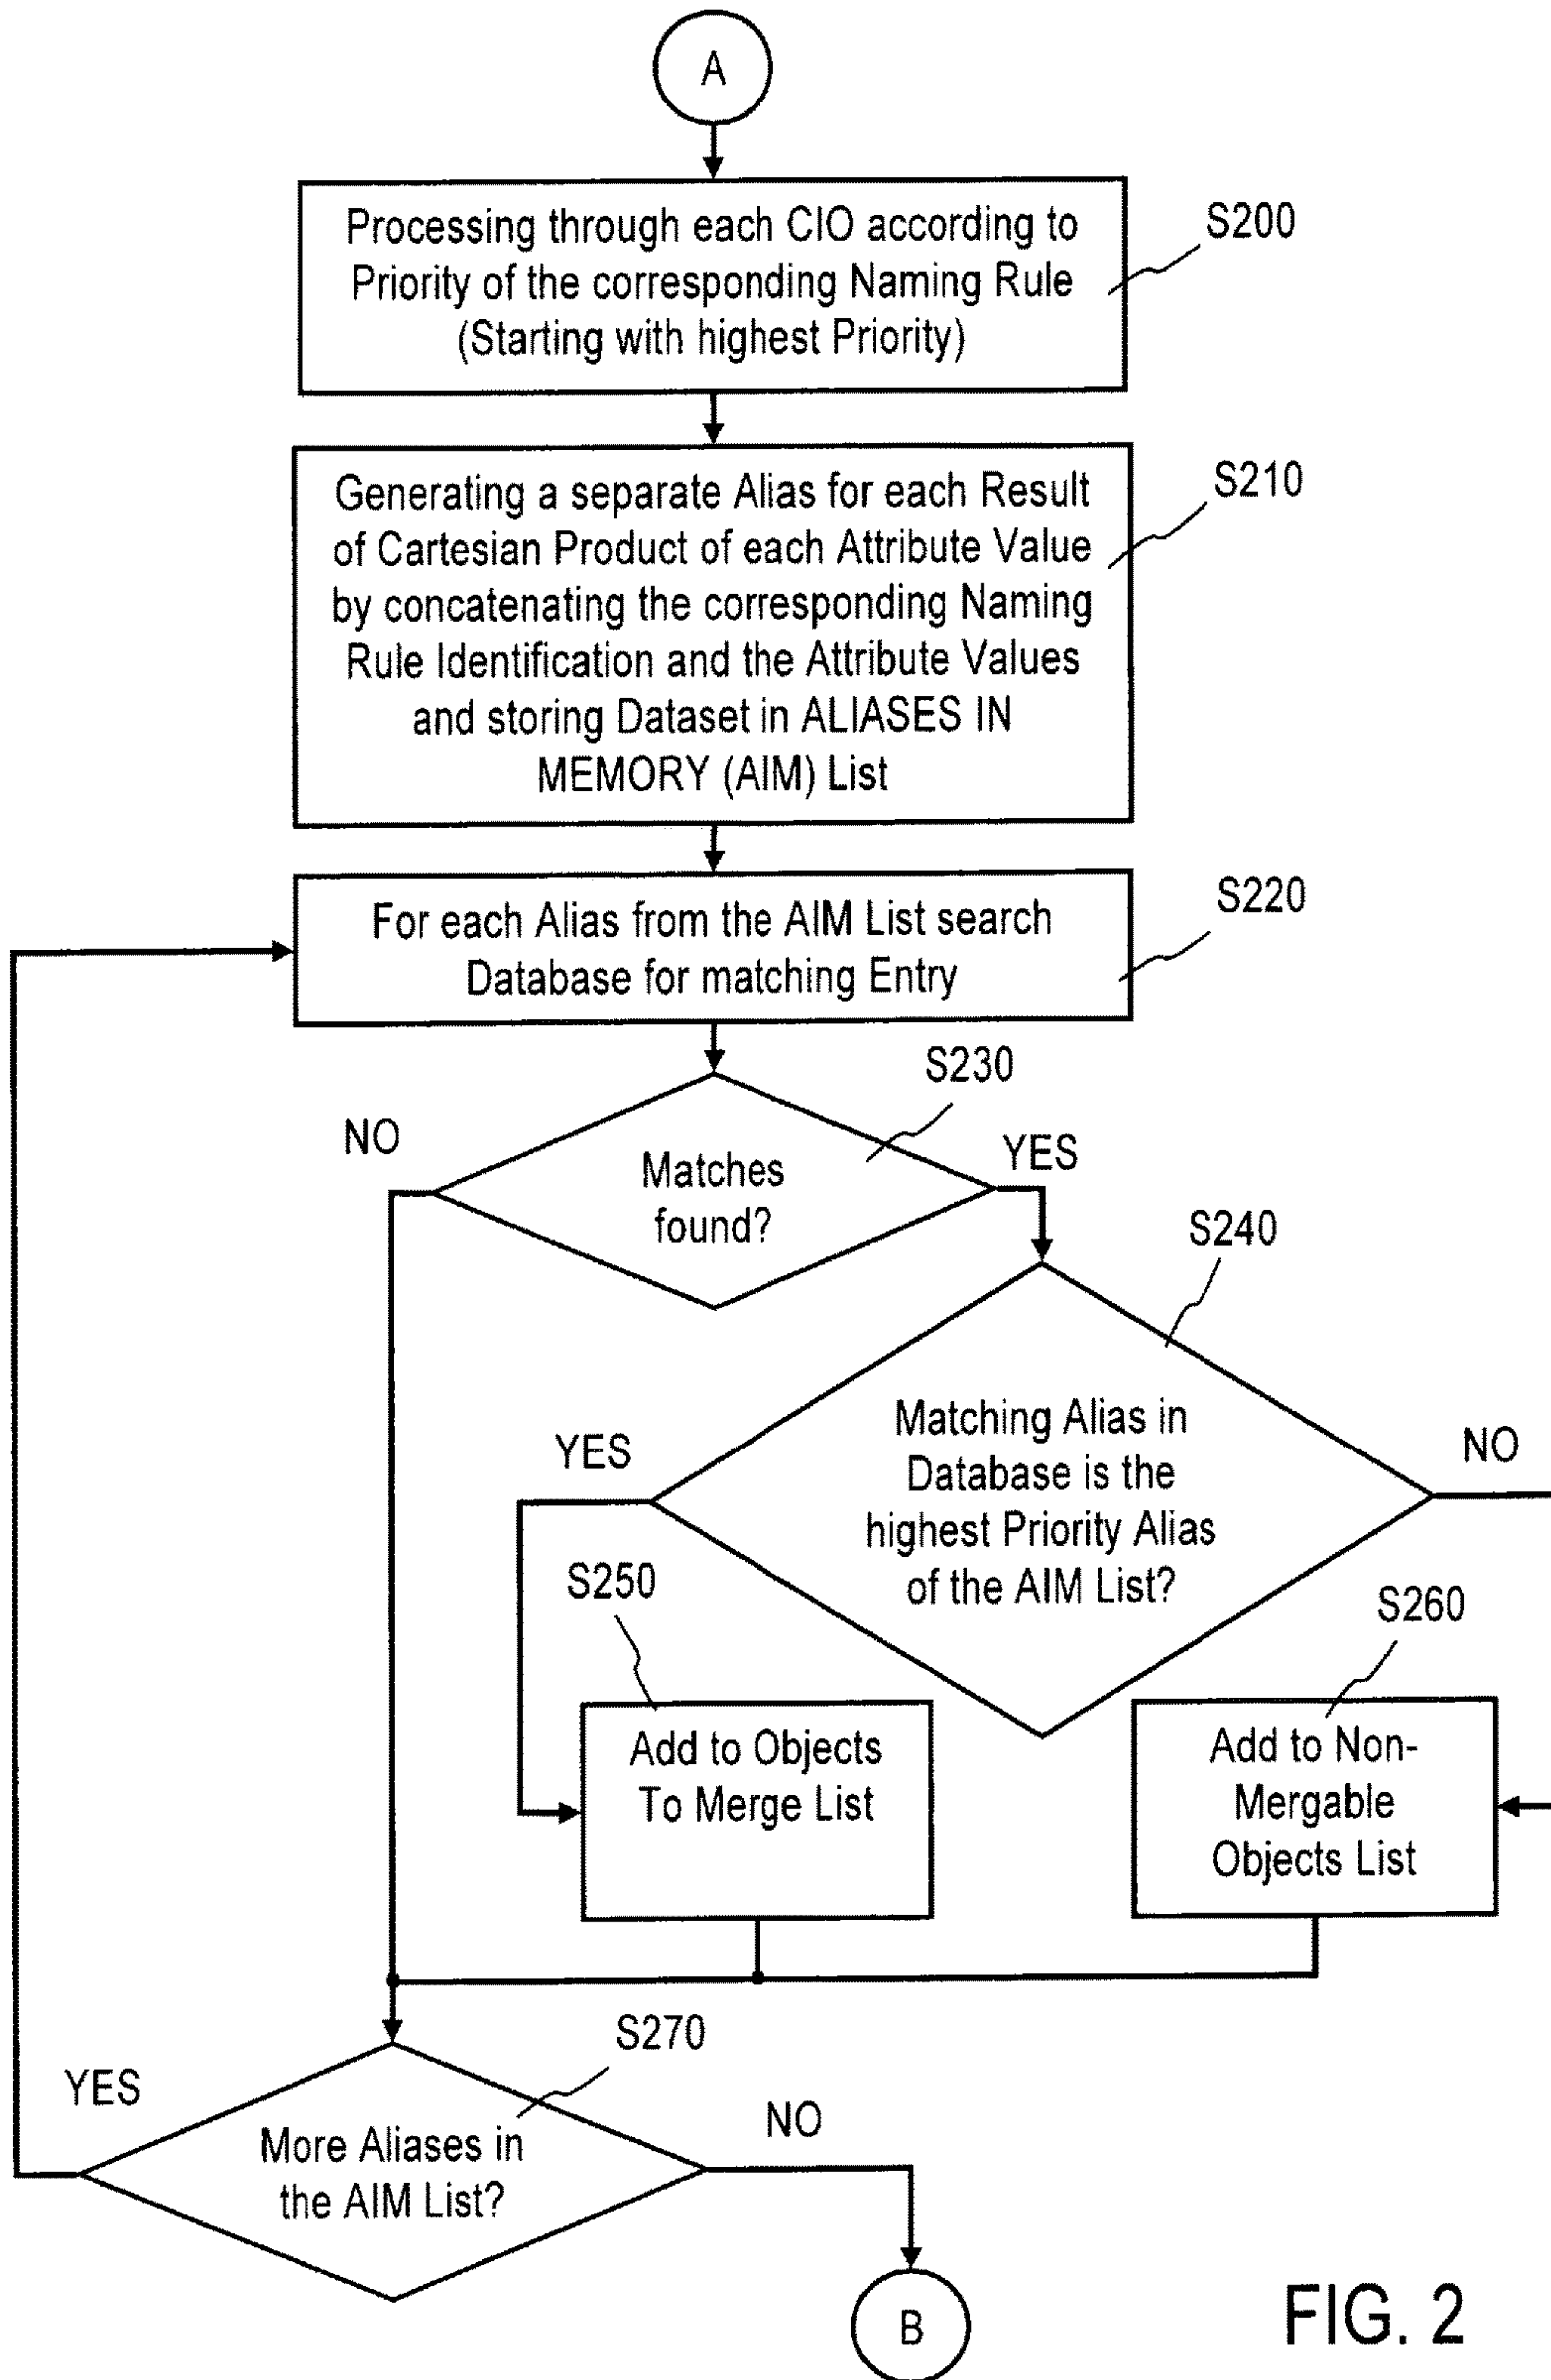 A
Processing through each CIO according to
Priority of the corresponding Naming Rule
(Starting with highest Priority)
S200
Generating a separate Alias for each Result
of Cartesian Product of each Attribute Value
by concatenating the corresponding Naming
Rule Identification and the Attribute Values
and storing Dataset in ALIASES IN
MEMORY (AIM) List
S210
For each Alias from the AIM List search
Database for matching Entry
S220
S230
NO
YES
Matches
found?
S240
Matching Alias in
Database is the
highest Priority Alias
of the AIM List?
YES
NO
S250
S260
Add to Objects
To Merge List
Add to Non-
Mergable
Objects List
S270
YES
NO
More Aliases in
the AIM List?
B
FIG. 2